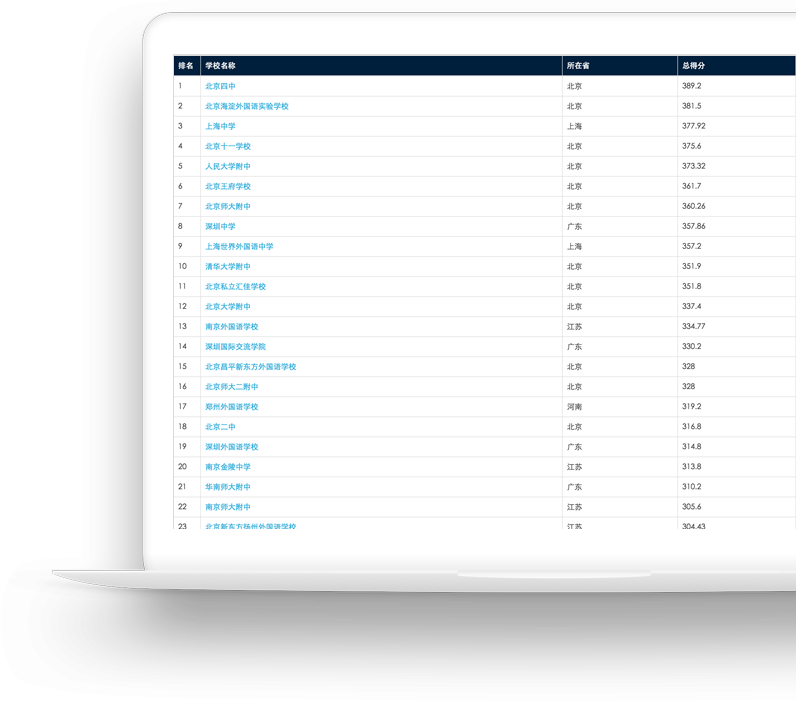 排名 学校名称 所在省 总得分
1 北京四中 北京 389.2
2 北京海淀外国语实验学校 北京 381.5
3 上海中学 上海 377.92
4 北京十一学校 北京 375.6
5 人民大学附中 北京 373.32
6 北京王府学校 北京 361.7
7 北京师大附中 北京 360.26
8 深圳中学 广东 357.86
9 上海世界外国语中学 上海 357.2
10 清华大学附中 北京 351.9
11 北京私立汇佳学校 北京 351.8
12 北京大学附中 北京 337.4
13 南京外国语学校 江苏 334.77
14 深圳国际交流学院 广东 330.2
15 北京昌平新东方外国语学校 北京 328
16 北京师大二附中 北京 328
17 郑州外国语学校 河南 319.2
18 北京二中 北京 316.8
19 深圳外国语学校 广东 314.8
20 南京金陵中学 江苏 313.8
21 华南师大附中 广东 310.2
22 南京师大附中 江苏 305.6
23 北京新东方扬州外国语学校 江苏 304.43